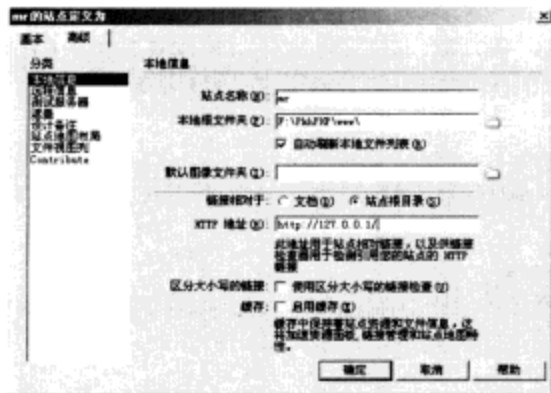 mr 的站点定义为
基本 高级
分类
本地信息
远程信息
测试服务器
遮盖
设计备注
站点地图布局
文件视图列
Contribute
本地信息
站点名称(N): mr
本地根文件夹(F):
自动刷新本地文件列表(R)
默认图像文件夹(I):
链接相对于: 文档(D) 站点根目录(S)
HTTP 地址(H): http://127.0.0.1/
此地址用于站点相对链接，以及供链接
检查器用于检测引用您的站点的 HTTP
链接
区分大小写的链接: 使用区分大小写的链接检查(U)
缓存: 启用缓存(E)
缓存中保持着站点资源和文件信息，这
将加速资源面板,链接管理和站点地图特
性。
确定 取消 帮助